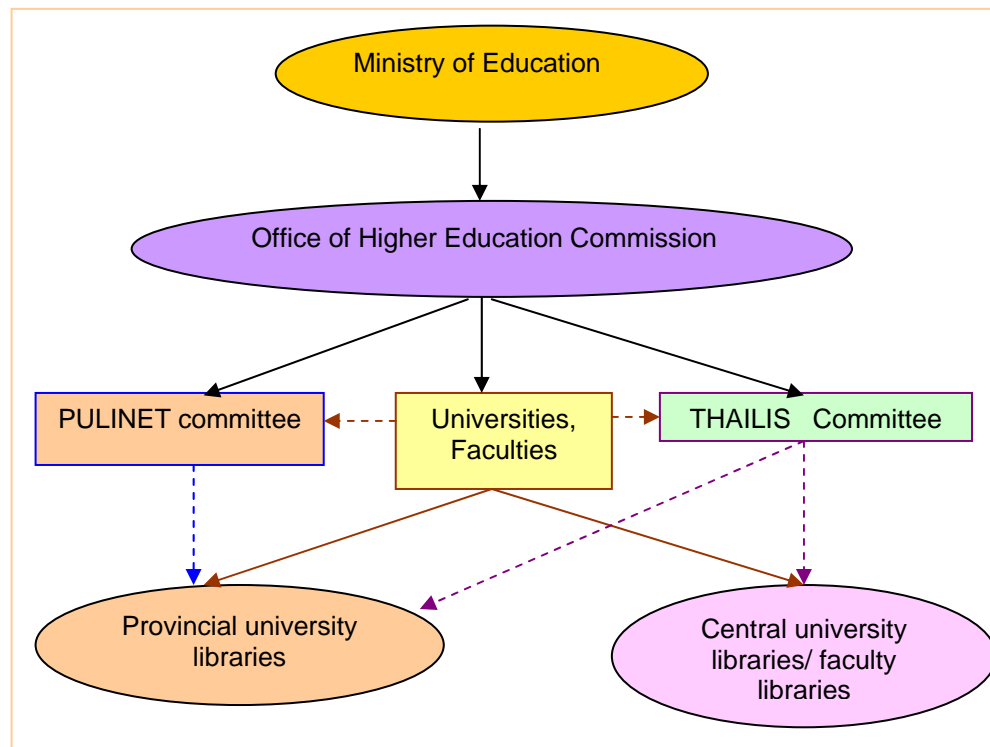 Ministry of Education
Office of Higher Education Commission
PULINET committee
Universities,
Faculties
THAILIS Committee
Provincial university
libraries
Central university
libraries/ faculty
libraries